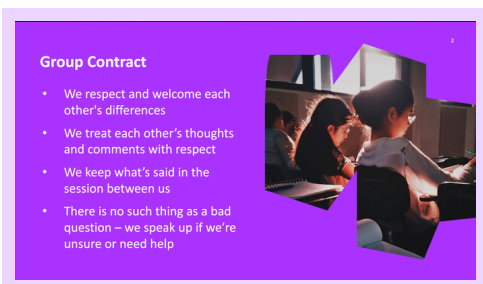 2
Group Contract
• We respect and welcome each
other's differences
• We treat each other’s thoughts
and comments with respect
• We keep what’s said in the
session between us
• There is no such thing as a bad
question – we speak up if we’re
unsure or need help